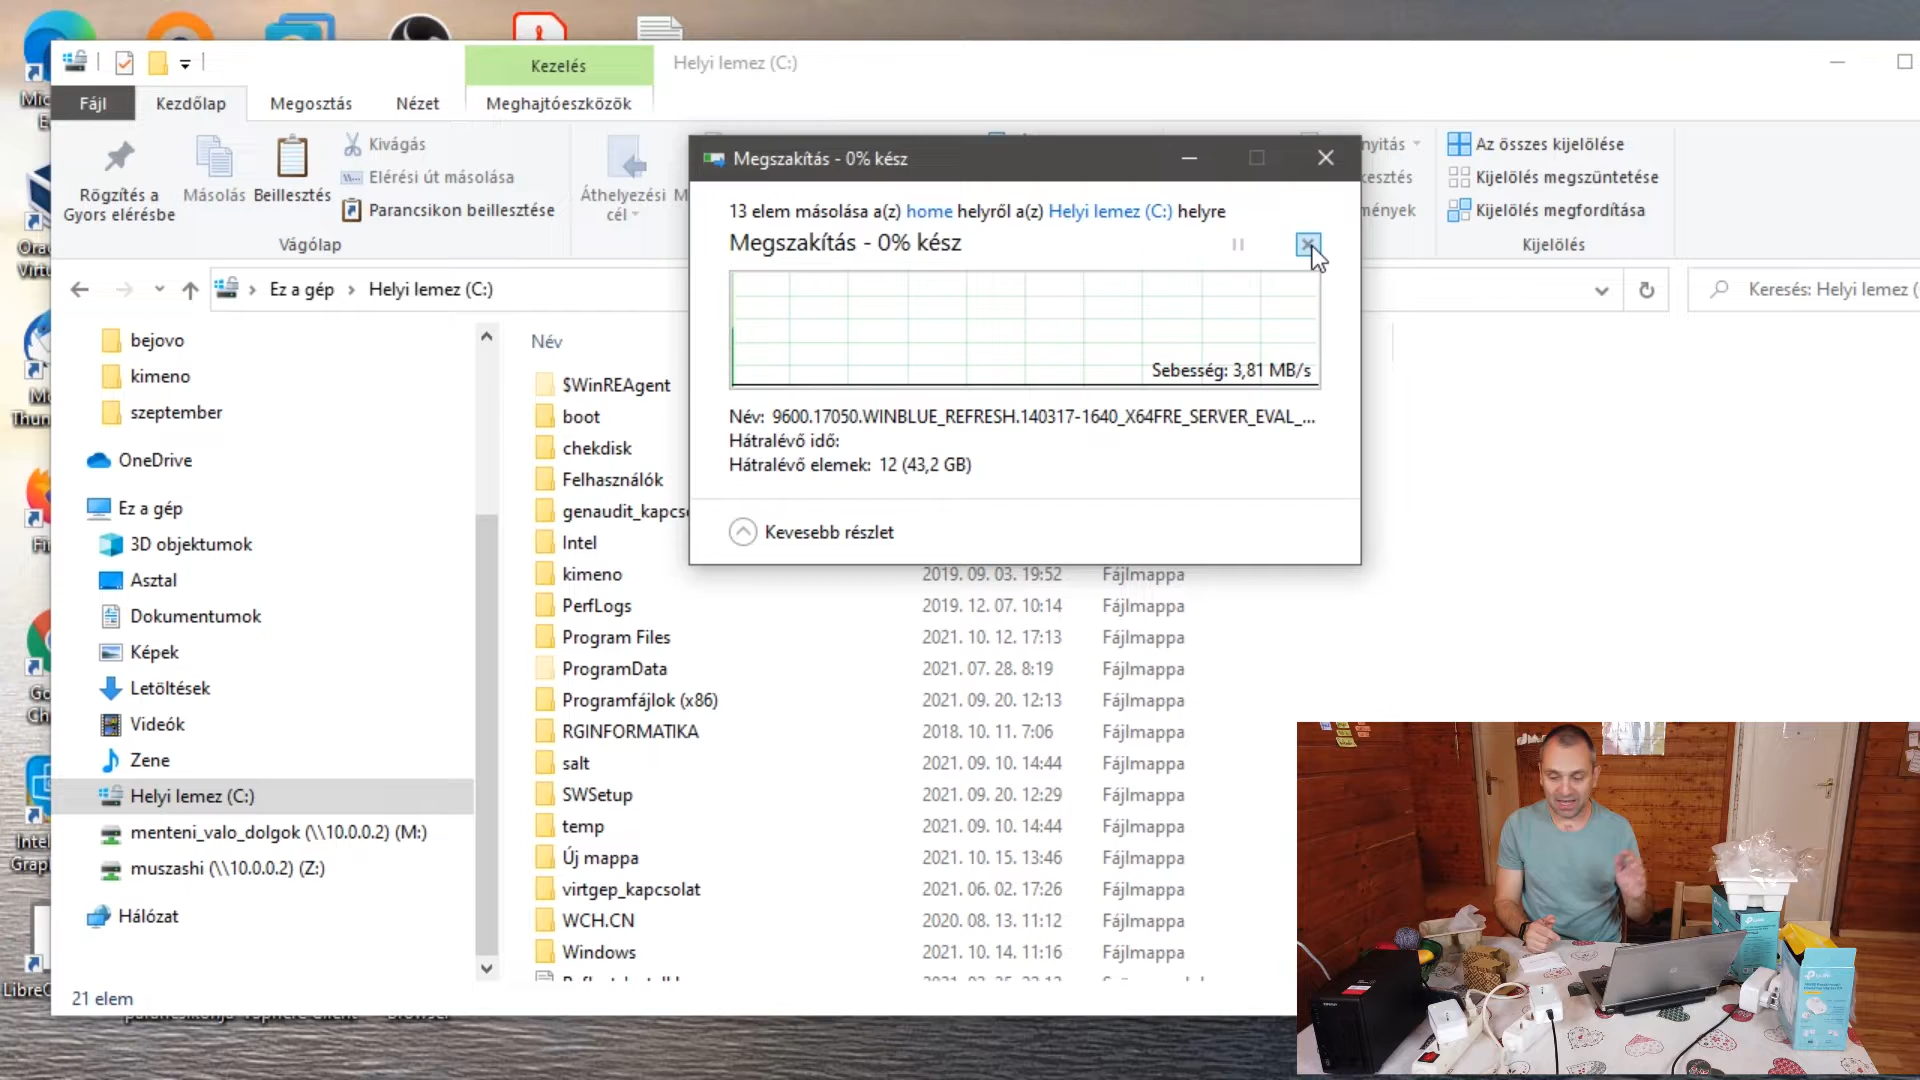 Kezelés
Helyi lemez (C:)
Fájl
Kezdőlap
Megosztás
Nézet
Meghajtóeszközök
Rögzítés a
Gyors elérésbe
Másolás
Beillesztés
Kivágás
Elérési út másolása
Parancsikon beillesztése
Vágólap
Áthelyezési
cél
Az összes kijelölése
Kijelölés megszüntetése
Kijelölés megfordítása
Kijelölés
Megszakítás - 0% kész
13 elem másolása a(z) home helyről a(z) Helyi lemez (C:) helyre
Megszakítás - 0% kész
Sebesség: 3,81 MB/s
Név: 9600.17050.WINBLUE_REFRESH.140317-1640_X64FRE_SERVER_EVAL_...
Hátralévő idő:
Hátralévő elemek: 12 (43,2 GB)
Kevesebb részlet
Ez a gép
Helyi lemez (C:)
Keresés: Helyi lemez (
bejovo
kimeno
szeptember
OneDrive
Ez a gép
3D objektumok
Asztal
Dokumentumok
Képek
Letöltések
Videók
Zene
Helyi lemez (C:)
menteni_valo_dolgok (\\10.0.0.2) (M:)
muszashi (\\10.0.0.2) (Z:)
Hálózat
Név
$WinREAgent
boot
chekdisk
Felhasználók
genaudit_kapcs
Intel
kimeno 2019. 09. 03. 19:52 Fájlmappa
PerfLogs 2019. 12. 07. 10:14 Fájlmappa
Program Files 2021. 10. 12. 17:13 Fájlmappa
ProgramData 2021. 07. 28. 8:19 Fájlmappa
Programfájlok (x86) 2021. 09. 20. 12:13 Fájlmappa
RGINFORMATIKA 2018. 10. 11. 7:06 Fájlmappa
salt 2021. 09. 10. 14:44 Fájlmappa
SWSetup 2021. 09. 20. 12:29 Fájlmappa
temp 2021. 09. 10. 14:44 Fájlmappa
Új mappa 2021. 10. 15. 13:46 Fájlmappa
virtgep_kapcsolat 2021. 06. 02. 17:26 Fájlmappa
WCH.CN 2020. 08. 13. 11:12 Fájlmappa
Windows 2021. 10. 14. 11:16 Fájlmappa
21 elem